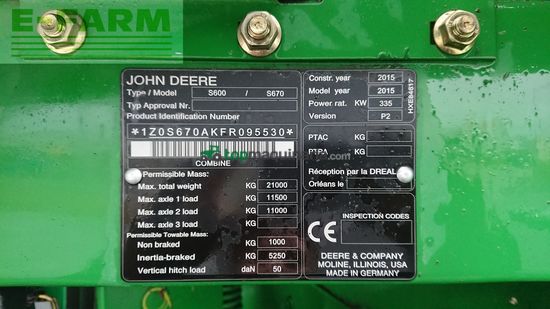 E-FARM
JOHN DEERE
Type / Model S600 / S670
Type Approval Nr.
Product Identification Number
*1Z0S670AKFR095530*
COMBINE
Permissible Mass:
Max. total weight KG 21000
Max. axle 1 load KG 11500
Max. axle 2 load KG 11000
Max. axle 3 load KG
Permissible Towable Mass:
Non braked KG 1000
Inertia-braked KG 5250
Vertical hitch load daN 50
Constr. year 2015
Model year 2015
Power rat. KW 335
Version P2
HXE84617
PTAC KG
PTRA KG
Réception par la DREAL
Orléans le
INSPECTION CODES
CE
DEERE & COMPANY
MOLINE, ILLINOIS, USA
MADE IN GERMANY